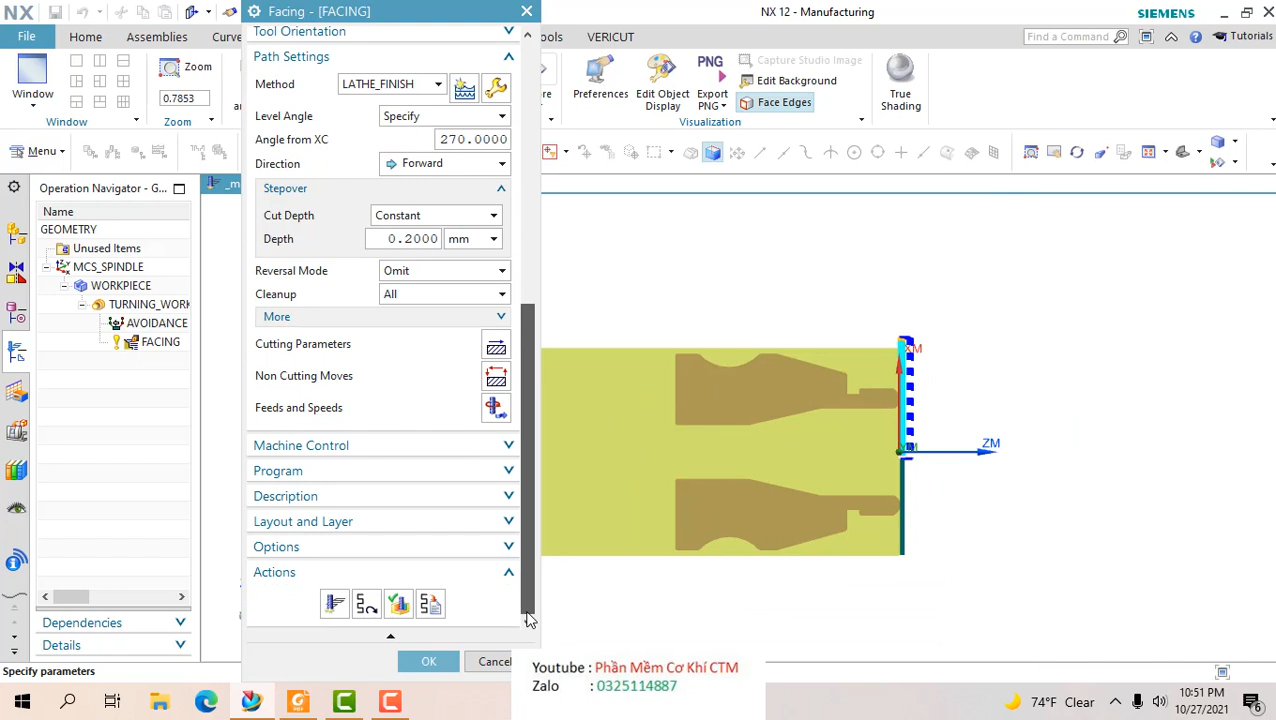 NX
Window
NX 12 - Manufacturing
SIEMENS
File
Home
Assemblies
Curve
ools
VERICUT
Find a Command
Tutorials
Window
Zoom
0.7853
Window
Zoom
Preferences
Edit Object
Display
PNG
Export
PNG
Capture Studio Image
Edit Background
Face Edges
True
Shading
Visualization
Menu
Facing - [FACING]
Tool Orientation
Path Settings
Method
LATHE_FINISH
Level Angle
Specify
Angle from XC
270.0000
Direction
Forward
Stepover
Cut Depth
Constant
Depth
0.2000
mm
Reversal Mode
Omit
Cleanup
All
More
Cutting Parameters
Non Cutting Moves
Feeds and Speeds
Machine Control
Program
Description
Layout and Layer
Options
Actions
OK
Cancel
Operation Navigator - G...
_m
Name
GEOMETRY
Unused Items
MCS_SPINDLE
WORKPIECE
TURNING_WORK
AVOIDANCE
FACING
Dependencies
Details
XM
YM
ZM
Specify parameters
Youtube : Phần Mềm Cơ Khí CTM
Zalo : 0325114887
74°F Clear
10:51 PM
10/27/2021
6